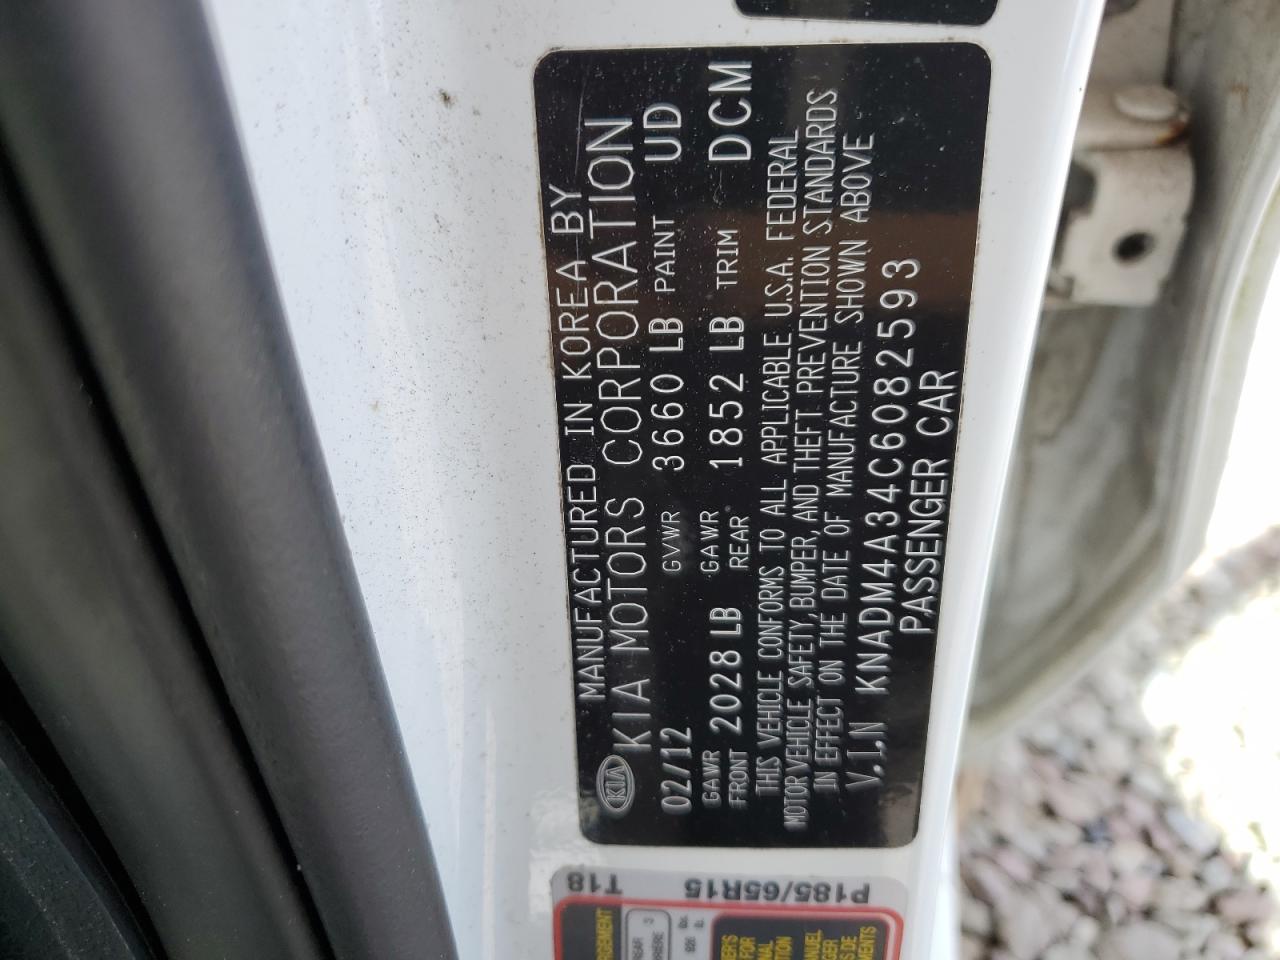 MANUFACTURED IN KOREA BY
KIA KIA MOTORS CORPORATION
02/12 GVWR 3660 LB PAINT UD
GAWR FRONT 2028 LB GAWR REAR 1852 LB TRIM DCM
THIS VEHICLE CONFORMS TO ALL APPLICABLE U.S.A. FEDERAL
MOTOR VEHICLE SAFETY, BUMPER, AND THEFT PREVENTION STANDARDS
IN EFFECT ON THE DATE OF MANUFACTURE SHOWN ABOVE
V.I.N KNADM4A34C6082593
PASSENGER CAR
T18
P185/65R15